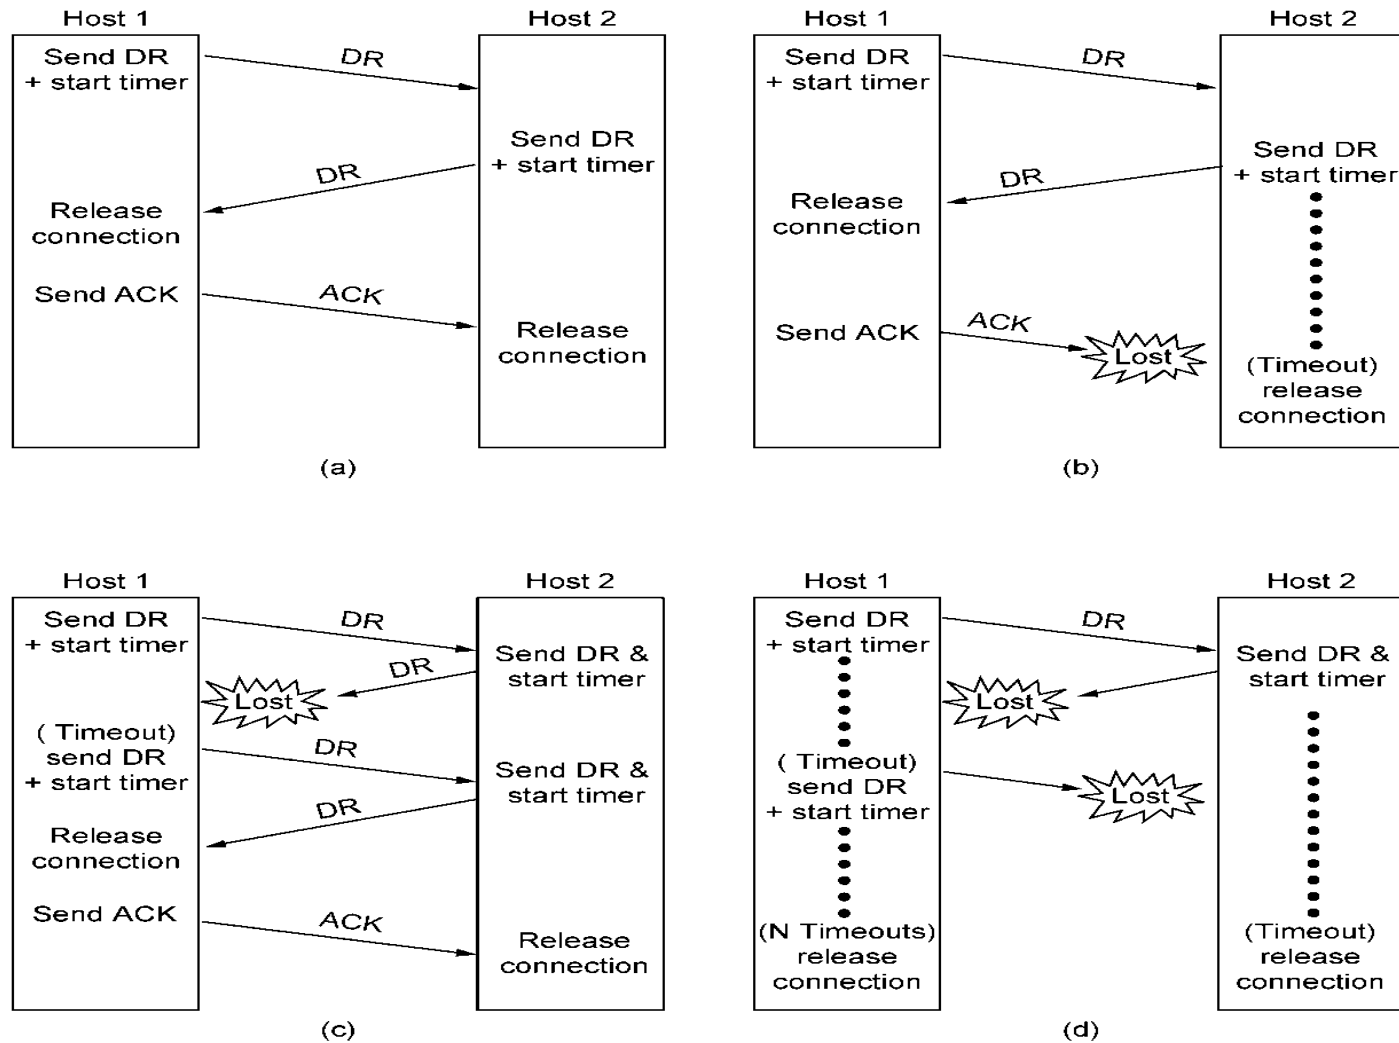 Host 1
Host 2
Send DR
+ start timer
DR
Send DR
+ start timer
DR
Release
connection
Send ACK
ACK
Release
connection
(a)
Host 1
Host 2
Send DR
+ start timer
DR
Send DR
+ start timer
DR
Release
connection
Send ACK
ACK
Lost
(Timeout)
release
connection
(b)
Host 1
Host 2
Send DR
+ start timer
DR
Send DR &
start timer
DR
Lost
( Timeout)
send DR
+ start timer
DR
Send DR &
start timer
DR
Release
connection
Send ACK
ACK
Release
connection
(c)
Host 1
Host 2
Send DR
+ start timer
DR
Send DR &
start timer
Lost
( Timeout)
send DR
+ start timer
Lost
(N Timeouts)
release
connection
(Timeout)
release
connection
(d)